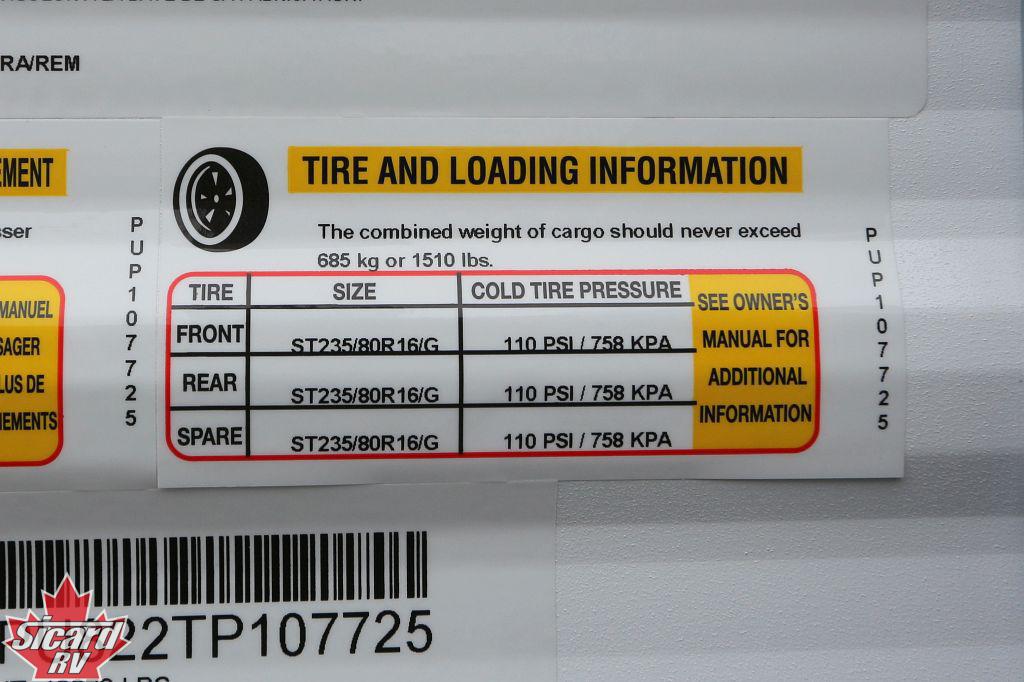 RA/REM
EMENT
TIRE AND LOADING INFORMATION
sser
The combined weight of cargo should never exceed
685 kg or 1510 lbs.
PUP107725
PUP107725
MANUEL
SAGER
LUS DE
NEMENTS
TIRE SIZE COLD TIRE PRESSURE
FRONT ST235/80R16/G 110 PSI / 758 KPA
REAR ST235/80R16/G 110 PSI / 758 KPA
SPARE ST235/80R16/G 110 PSI / 758 KPA
SEE OWNER'S
MANUAL FOR
ADDITIONAL
INFORMATION
22TP107725
Sicard
RV